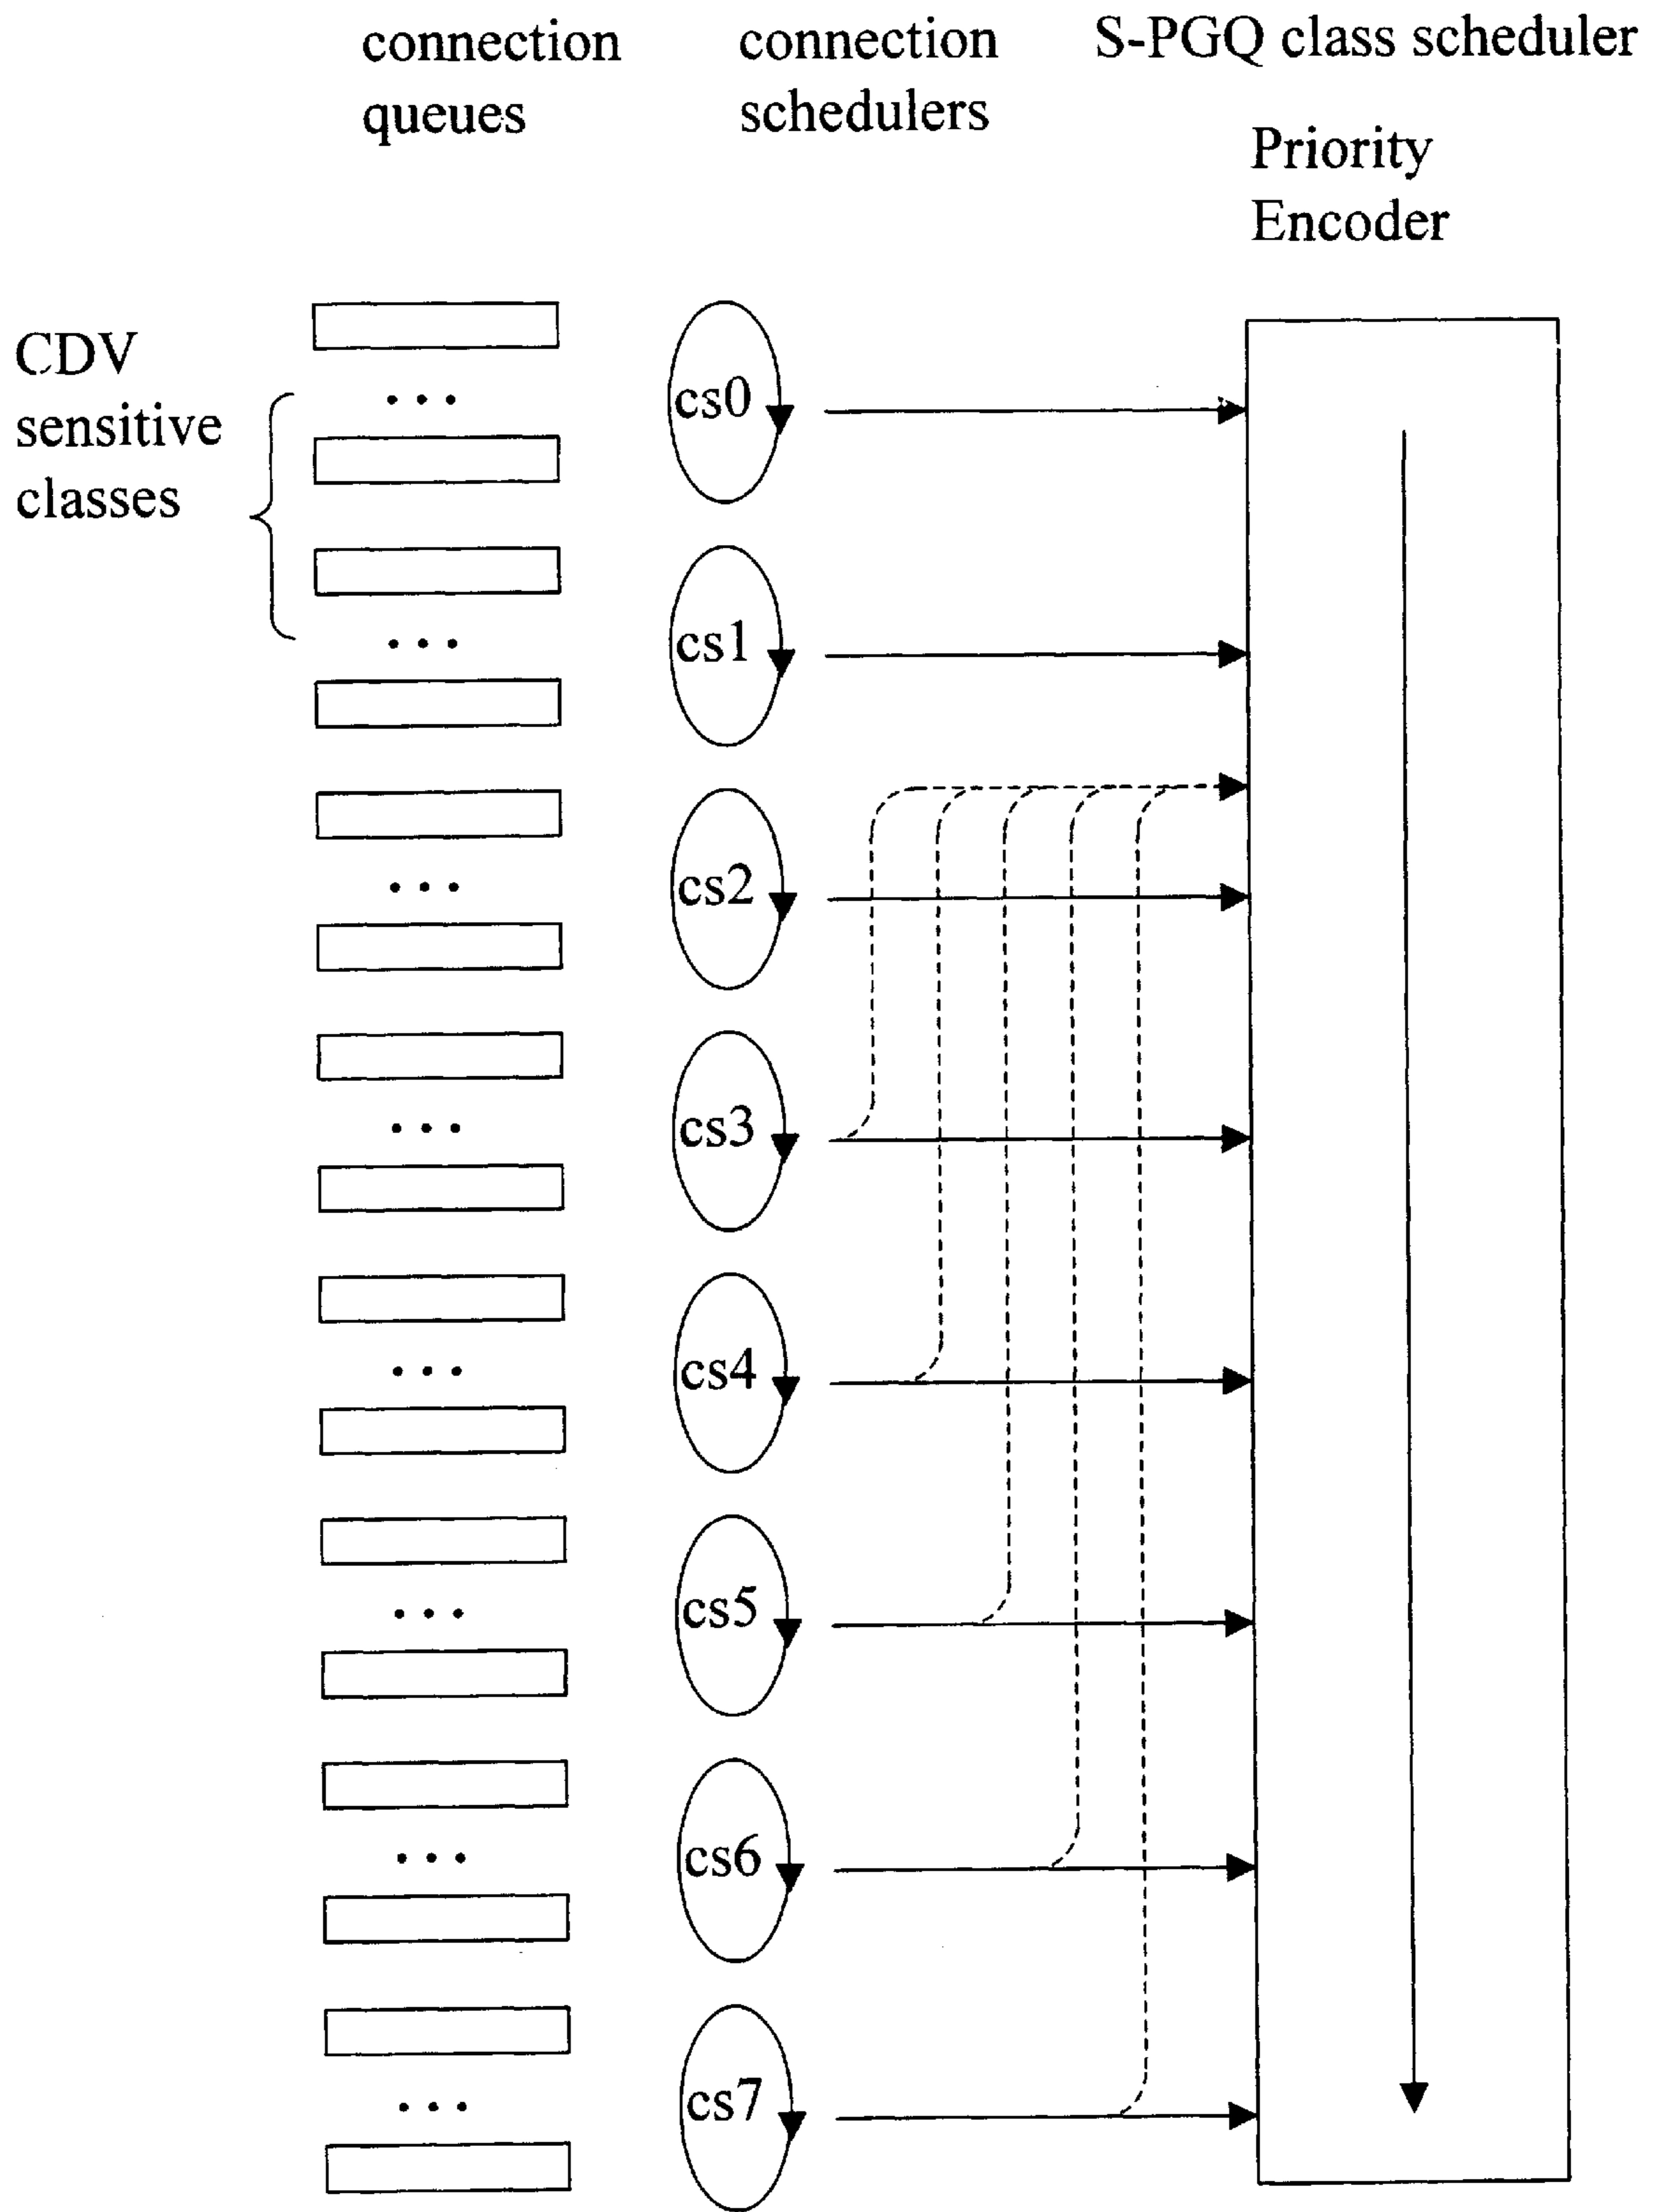 connection
queues
connection
schedulers
S-PGQ class scheduler
Priority
Encoder
CDV
sensitive
classes
cs0
cs1
cs2
cs3
cs4
cs5
cs6
cs7